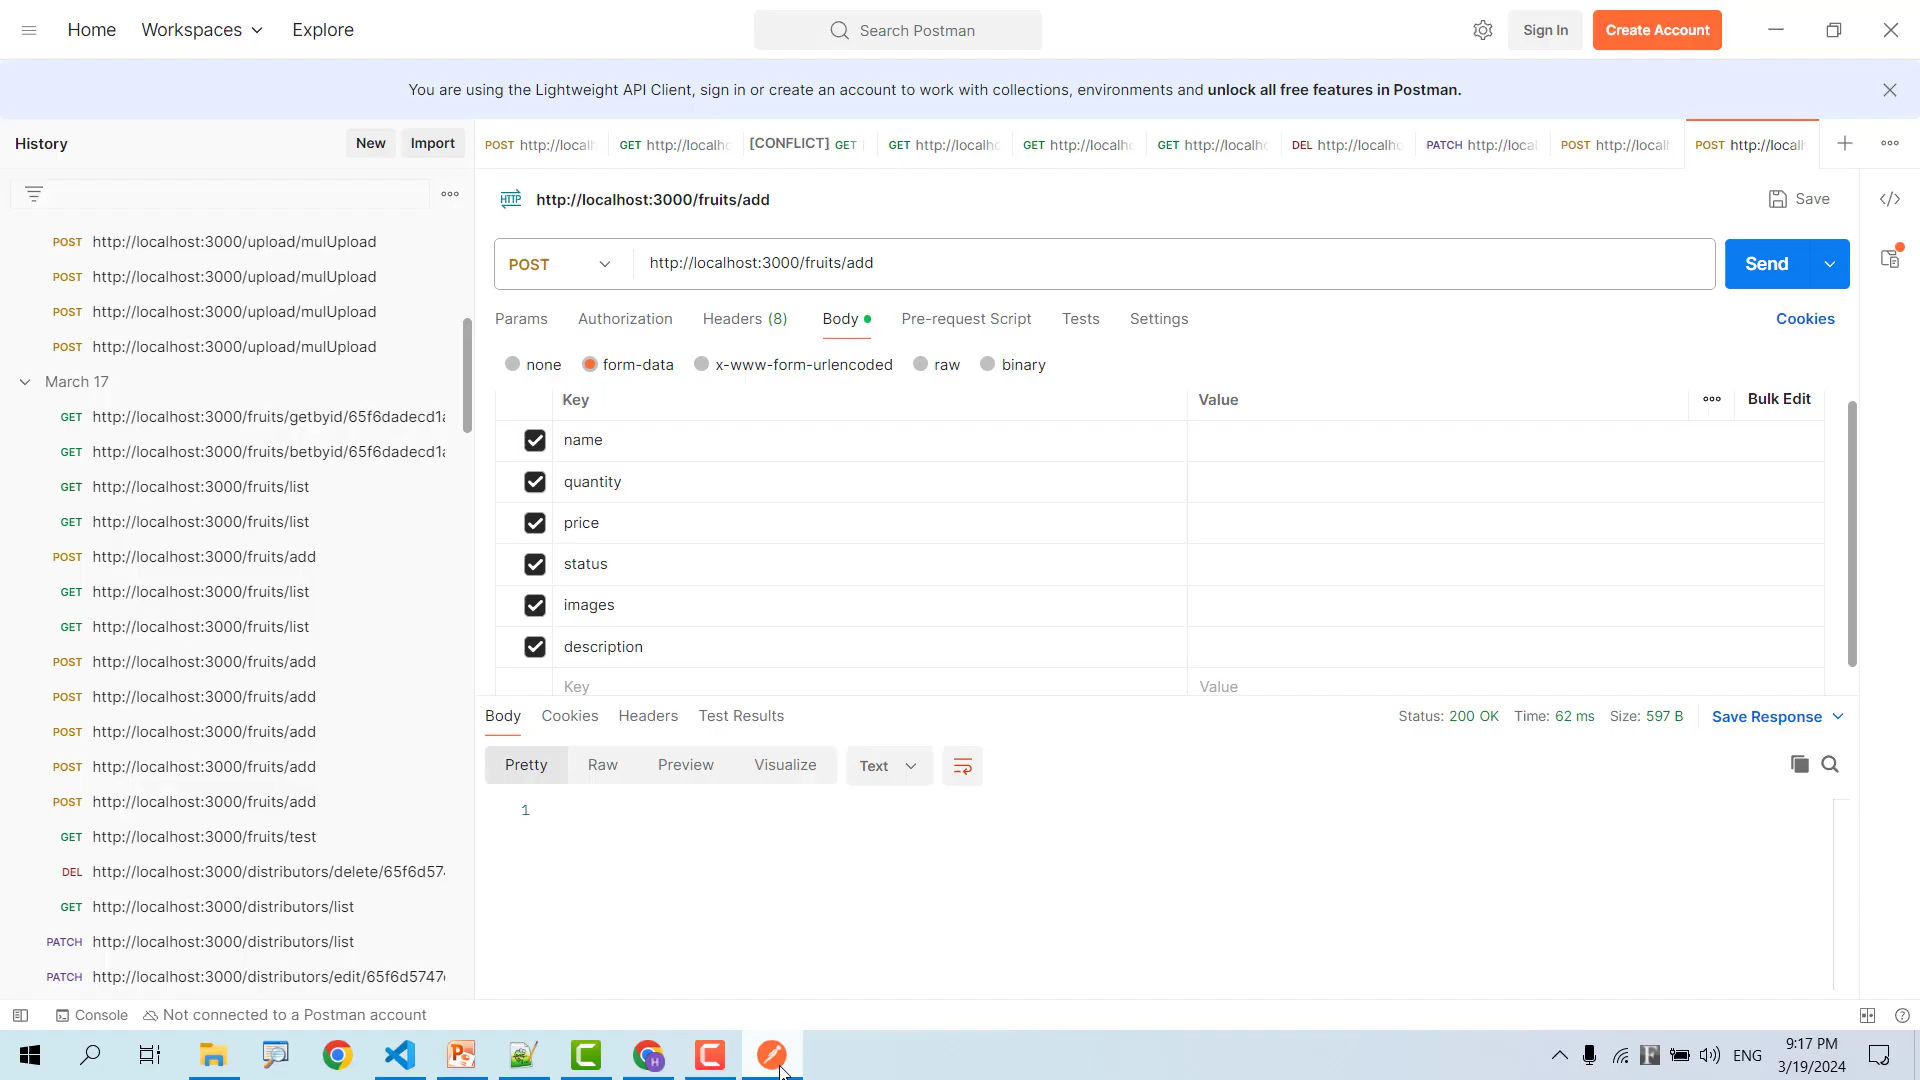 Home
Workspaces
Explore
Search Postman
Sign In
Create Account
You are using the Lightweight API Client, sign in or create an account to work with collections, environments and unlock all free features in Postman.
History
New
Import
POST http://local
GET http://localh
[CONFLICT] GET
GET http://localh
GET http://localh
GET http://localh
DEL http://localh
PATCH http://local
POST http://local
POST http://local
HTTP http://localhost:3000/fruits/add
Save
POST http://localhost:3000/upload/mulUpload
POST http://localhost:3000/upload/mulUpload
POST http://localhost:3000/upload/mulUpload
POST http://localhost:3000/upload/mulUpload
March 17
GET http://localhost:3000/fruits/getbyid/65f6dadecd1a
GET http://localhost:3000/fruits/betbyid/65f6dadecd1a
GET http://localhost:3000/fruits/list
GET http://localhost:3000/fruits/list
POST http://localhost:3000/fruits/add
GET http://localhost:3000/fruits/list
GET http://localhost:3000/fruits/list
POST http://localhost:3000/fruits/add
POST http://localhost:3000/fruits/add
POST http://localhost:3000/fruits/add
POST http://localhost:3000/fruits/add
POST http://localhost:3000/fruits/add
GET http://localhost:3000/fruits/test
DEL http://localhost:3000/distributors/delete/65f6d57
GET http://localhost:3000/distributors/list
PATCH http://localhost:3000/distributors/list
PATCH http://localhost:3000/distributors/edit/65f6d5747
POST
http://localhost:3000/fruits/add
Send
Params
Authorization
Headers (8)
Body
Pre-request Script
Tests
Settings
Cookies
none
form-data
x-www-form-urlencoded
raw
binary
Key
Value
Bulk Edit
name
quantity
price
status
images
description
Key
Value
Body
Cookies
Headers
Test Results
Status: 200 OK
Time: 62 ms
Size: 597 B
Save Response
Pretty
Raw
Preview
Visualize
Text
1
Console
Not connected to a Postman account
ENG
9:17 PM
3/19/2024